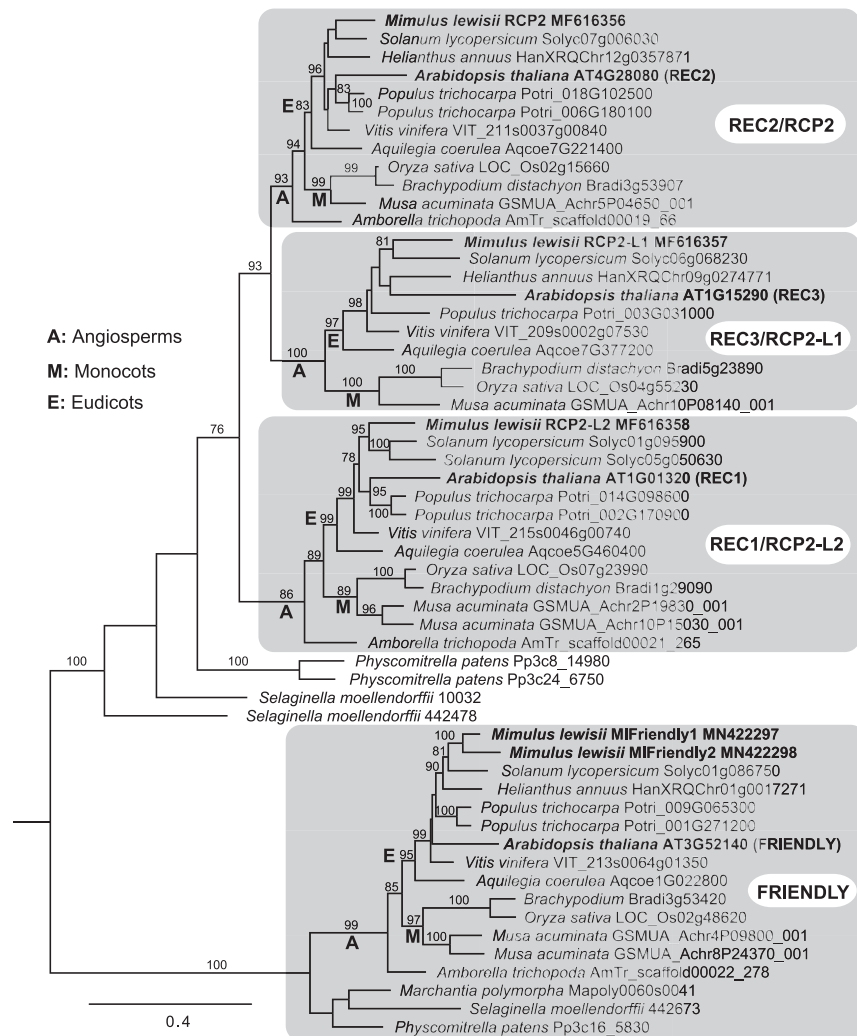 Mimulus lewisii RCP2 MF616356
Solanum lycopersicum Solyc07g006030
Helianthus annuus HanXRQChr12g0357871
96
Arabidopsis thaliana AT4G28080 (REC2)
83
Populus trichocarpa Potri_018G102500
E 83
100
Populus trichocarpa Potri_006G180100
REC2/RCP2
Vitis vinifera VIT_211s0037g00840
Aquilegia coerulea Aqcoe7G221400
94
99
Oryza sativa LOC_Os02g15660
93
99
Brachypodium distachyon Bradi3g53907
A
M
Musa acuminata GSMUA_Achr5P04650_001
Amborella trichopoda AmTr_scaffold00019_66
81
Mimulus lewisii RCP2-L1 MF616357
Solanum lycopersicum Solyc06g068230
93
Helianthus annuus HanXRQChr09g0274771
Arabidopsis thaliana AT1G15290 (REC3)
98
Populus trichocarpa Potri_003G031000
97
A: Angiosperms
E
Vitis vinifera VIT_209s0002g07530
REC3/RCP2-L1
100
Aquilegia coerulea Aqcoe7G377200
A
M: Monocots
100
Brachypodium distachyon Bradi5g23890
100
Oryza sativa LOC_Os04g55230
M
E: Eudicots
Musa acuminata GSMUA_Achr10P08140_001
Mimulus lewisii RCP2-L2 MF616358
95
76
100
Solanum lycopersicum Solyc01g095900
78
Solanum lycopersicum Solyc05g050630
Arabidopsis thaliana AT1G01320 (REC1)
99
95
Populus trichocarpa Potri_014G098600
E 99
100
Populus trichocarpa Potri_002G170900
Vitis vinifera VIT_215s0046g00740
REC1/RCP2-L2
Aquilegia coerulea Aqcoe5G460400
89
100
Oryza sativa LOC_Os07g23990
86
89
Brachypodium distachyon Bradi1g29090
A
M
96
Musa acuminata GSMUA_Achr2P19830_001
Musa acuminata GSMUA_Achr10P15030_001
Amborella trichopoda AmTr_scaffold00021_265
100
100
Physcomitrella patens Pp3c8_14980
Physcomitrella patens Pp3c24_6750
Selaginella moellendorffii 10032
Selaginella moellendorffii 442478
100
Mimulus lewisii MlFriendly1 MN422297
81
Mimulus lewisii MlFriendly2 MN422298
90
Solanum lycopersicum Solyc01g086750
Helianthus annuus HanXRQChr01g0017271
Populus trichocarpa Potri_009G065300
100
Populus trichocarpa Potri_001G271200
99
Arabidopsis thaliana AT3G52140 (FRIENDLY)
E 95
Vitis vinifera VIT_213s0064g01350
Aquilegia coerulea Aqcoe1G022800
FRIENDLY
85
100
Brachypodium Bradi3g53420
97
Oryza sativa LOC_Os02g48620
99
M
A
100
Musa acuminata GSMUA_Achr4P09800_001
Musa acuminata GSMUA_Achr8P24370_001
100
Amborella trichopoda AmTr_scaffold00022_278
Marchantia polymorpha Mapoly0060s0041
Selaginella moellendorffii 442673
0.4
Physcomitrella patens Pp3c16_5830